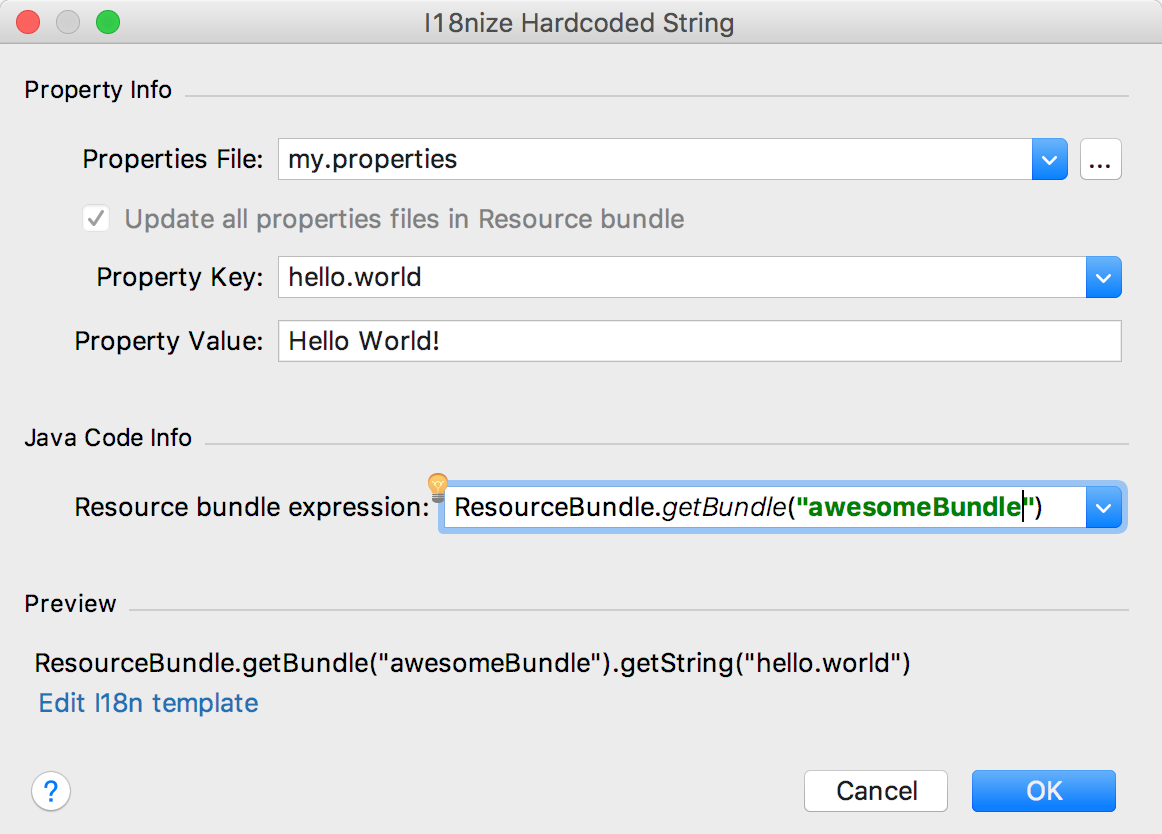 I18nize Hardcoded String
Property Info
Properties File: my.properties ...
Update all properties files in Resource bundle
Property Key: hello.world
Property Value: Hello World!
Java Code Info
Resource bundle expression: ResourceBundle.getBundle("awesomeBundle")
Preview
ResourceBundle.getBundle("awesomeBundle").getString("hello.world")
Edit I18n template
? Cancel OK